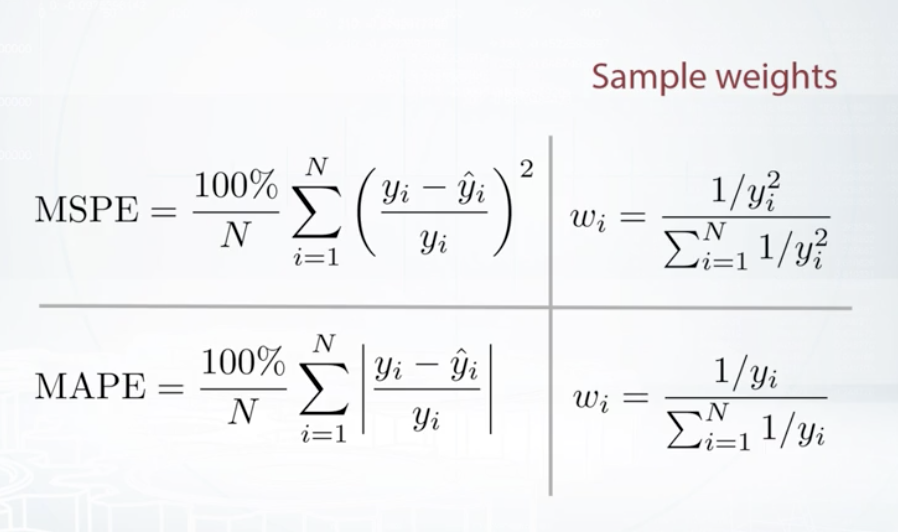 Sample weights
MSPE = \frac{100\%}{N} \sum_{i=1}^{N} \left( \frac{y_i - \hat{y}_i}{y_i} \right)^2
w_i = \frac{1/y_i^2}{\sum_{i=1}^{N} 1/y_i^2}
MAPE = \frac{100\%}{N} \sum_{i=1}^{N} \left| \frac{y_i - \hat{y}_i}{y_i} \right|
w_i = \frac{1/y_i}{\sum_{i=1}^{N} 1/y_i}